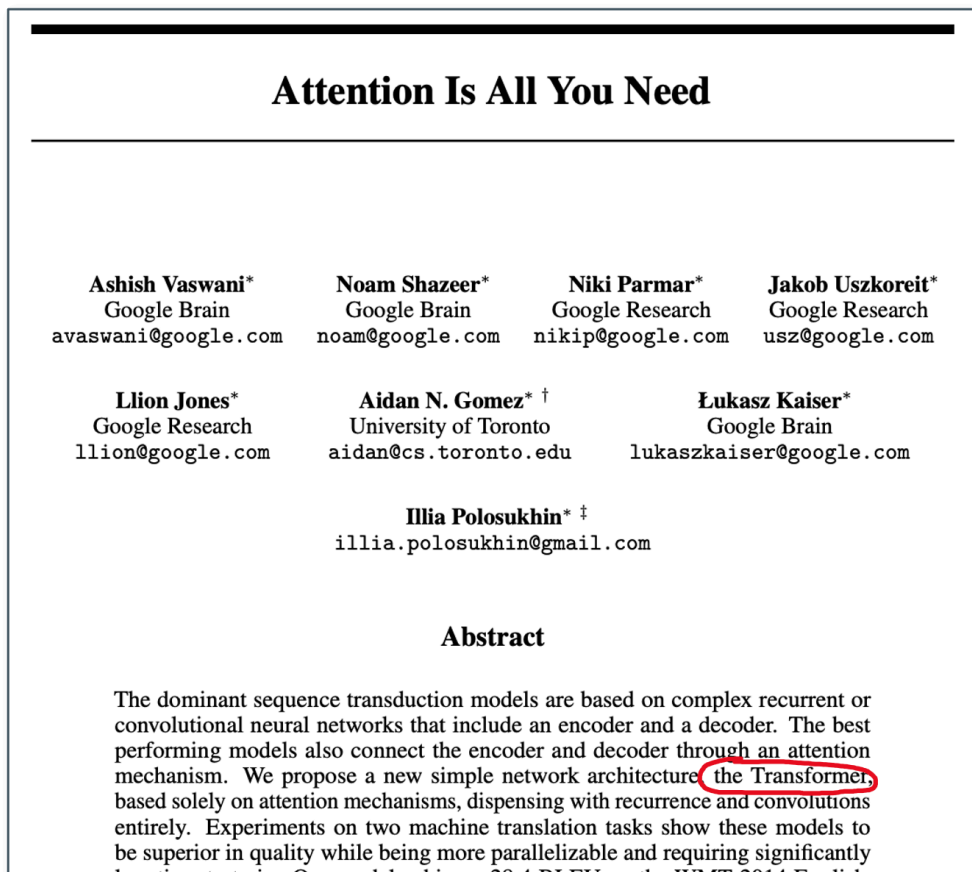 Attention Is All You Need
Ashish Vaswani* Noam Shazeer* Niki Parmar* Jakob Uszkoreit*
Google Brain Google Brain Google Research Google Research
avaswani@google.com noam@google.com nikip@google.com usz@google.com
Llion Jones* Aidan N. Gomez* † Łukasz Kaiser*
Google Research University of Toronto Google Brain
llion@google.com aidan@cs.toronto.edu lukaszkaiser@google.com
Illia Polosukhin* ‡
illia.polosukhin@gmail.com
Abstract
The dominant sequence transduction models are based on complex recurrent or
convolutional neural networks that include an encoder and a decoder. The best
performing models also connect the encoder and decoder through an attention
mechanism. We propose a new simple network architecture, the Transformer,
based solely on attention mechanisms, dispensing with recurrence and convolutions
entirely. Experiments on two machine translation tasks show these models to
be superior in quality while being more parallelizable and requiring significantly